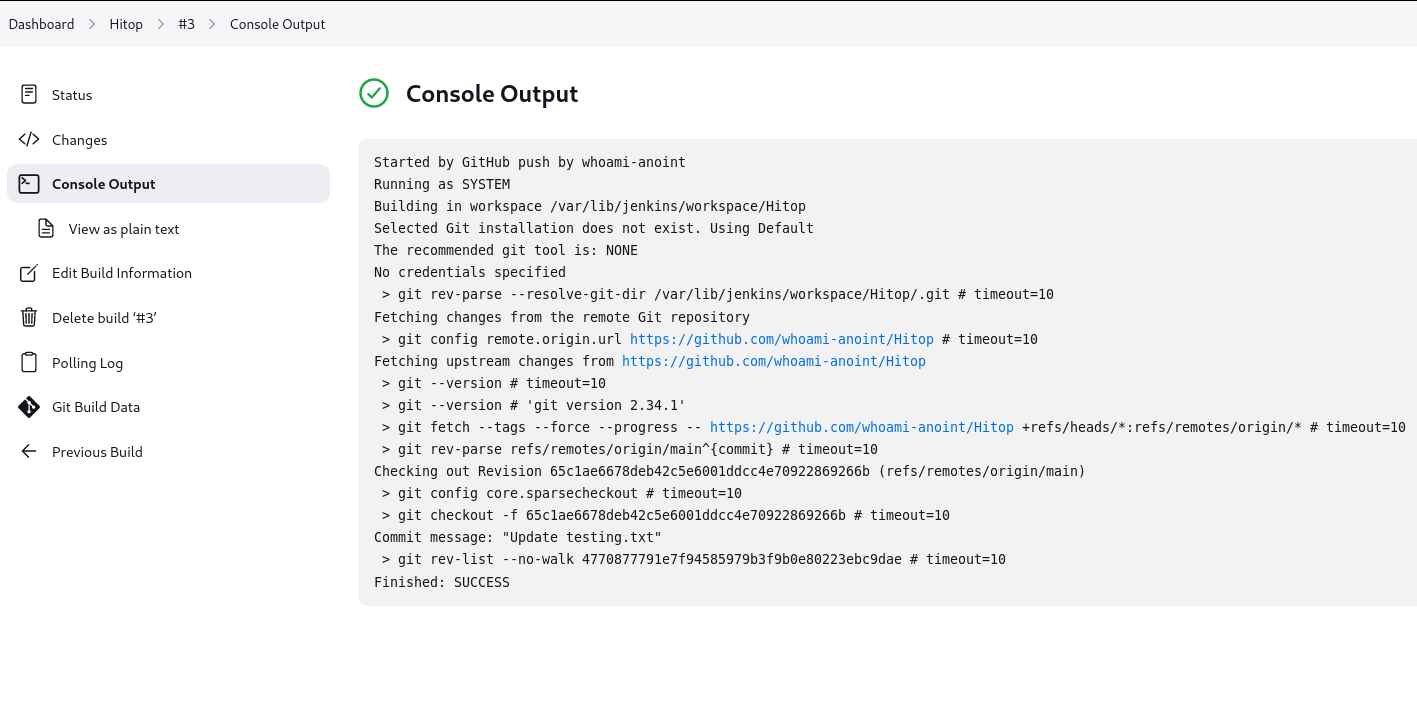 Dashboard > Hitop > #3 > Console Output
Status
Changes
Console Output
View as plain text
Edit Build Information
Delete build ‘#3’
Polling Log
Git Build Data
Previous Build
Console Output
Started by GitHub push by whoami-anoint
Running as SYSTEM
Building in workspace /var/lib/jenkins/workspace/Hitop
Selected Git installation does not exist. Using Default
The recommended git tool is: NONE
No credentials specified
 > git rev-parse --resolve-git-dir /var/lib/jenkins/workspace/Hitop/.git # timeout=10
Fetching changes from the remote Git repository
 > git config remote.origin.url https://github.com/whoami-anoint/Hitop # timeout=10
Fetching upstream changes from https://github.com/whoami-anoint/Hitop
 > git --version # timeout=10
 > git --version # 'git version 2.34.1'
 > git fetch --tags --force --progress -- https://github.com/whoami-anoint/Hitop +refs/heads/*:refs/remotes/origin/* # timeout=10
 > git rev-parse refs/remotes/origin/main^{commit} # timeout=10
Checking out Revision 65c1ae6678deb42c5e6001ddcc4e70922869266b (refs/remotes/origin/main)
 > git config core.sparsecheckout # timeout=10
 > git checkout -f 65c1ae6678deb42c5e6001ddcc4e70922869266b # timeout=10
Commit message: "Update testing.txt"
 > git rev-list --no-walk 4770877791e7f94585979b3f9b0e80223ebc9dae # timeout=10
Finished: SUCCESS